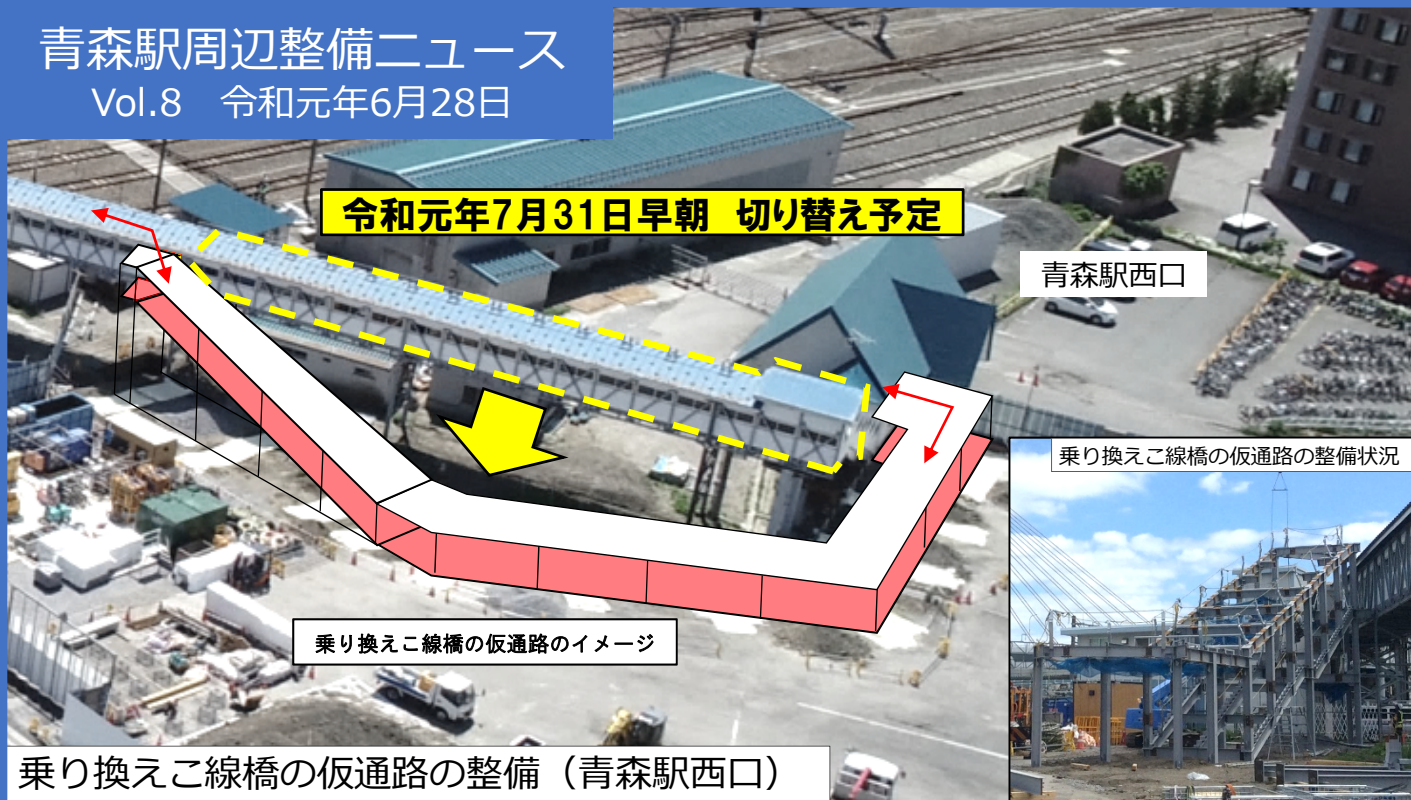 青森駅周辺整備ニュース
Vol.8　令和元年6月28日
令和元年7月31日早朝　切り替え予定
青森駅西口
乗り換えこ線橋の仮通路の整備状況
乗り換えこ線橋の仮通路のイメージ
乗り換えこ線橋の仮通路の整備（青森駅西口）